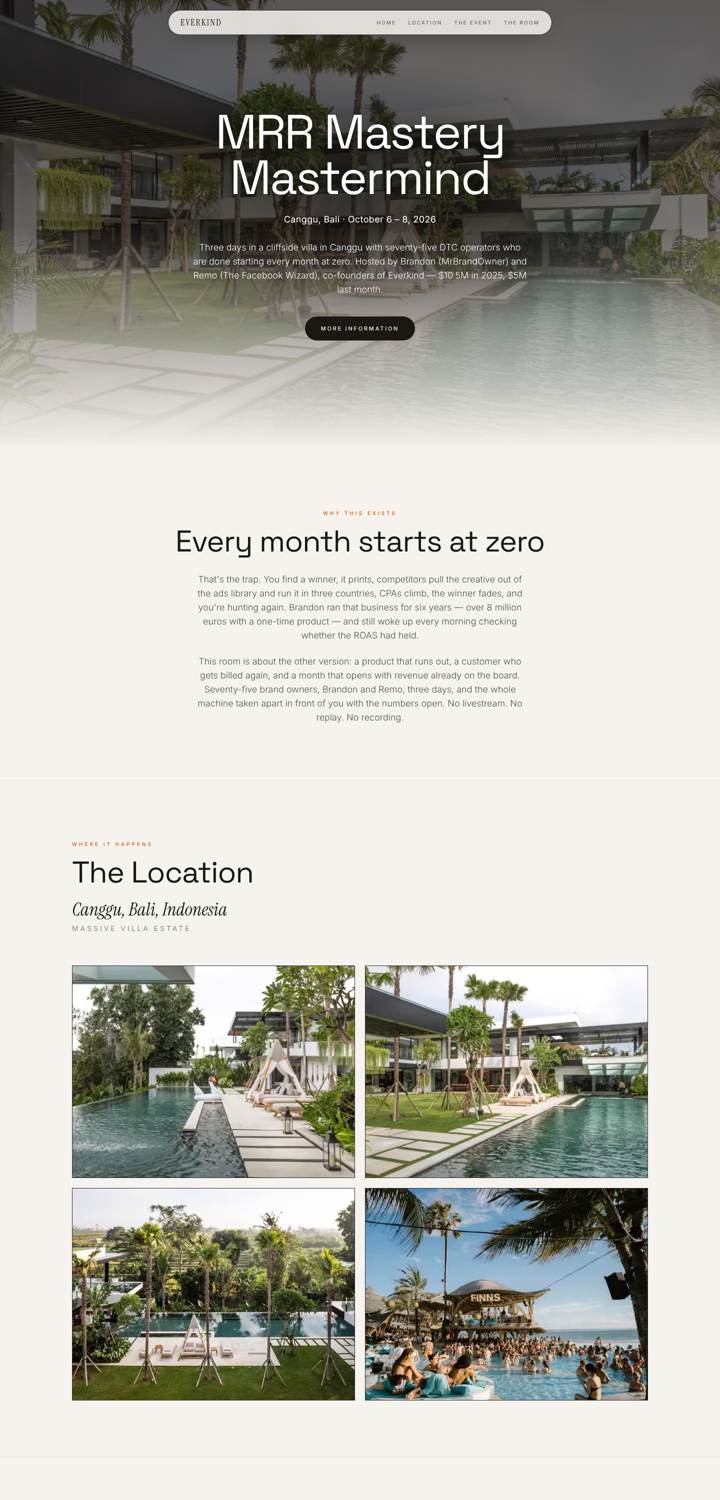 EVERKIND
HOME LOCATION THE EVENT THE ROOM
MRR Mastery
Mastermind
Canggu, Bali · October 6 – 8, 2026
Three days in a cliffside villa in Canggu with seventy-five DTC operators who
are done starting every month at zero. Hosted by Brandon (MrBrandOwner) and
Remo (The Facebook Wizard), co-founders of Everkind — $10.5M in 2025, $5M
last month.
MORE INFORMATION
WHY THIS EXISTS
Every month starts at zero
That's the trap. You find a winner, it prints, competitors pull the creative out of
the ads library and run it in three countries, CPAs climb, the winner fades, and
you're hunting again. Brandon ran that business for six years — over 8 million
euros with a one-time product — and still woke up every morning checking
whether the ROAS had held.
This room is about the other version: a product that runs out, a customer who
gets billed again, and a month that opens with revenue already on the board.
Seventy-five brand owners, Brandon and Remo, three days, and the whole
machine taken apart in front of you with the numbers open. No livestream. No
replay. No recording.
WHERE IT HAPPENS
The Location
Canggu, Bali, Indonesia
MASSIVE VILLA ESTATE
FINNS